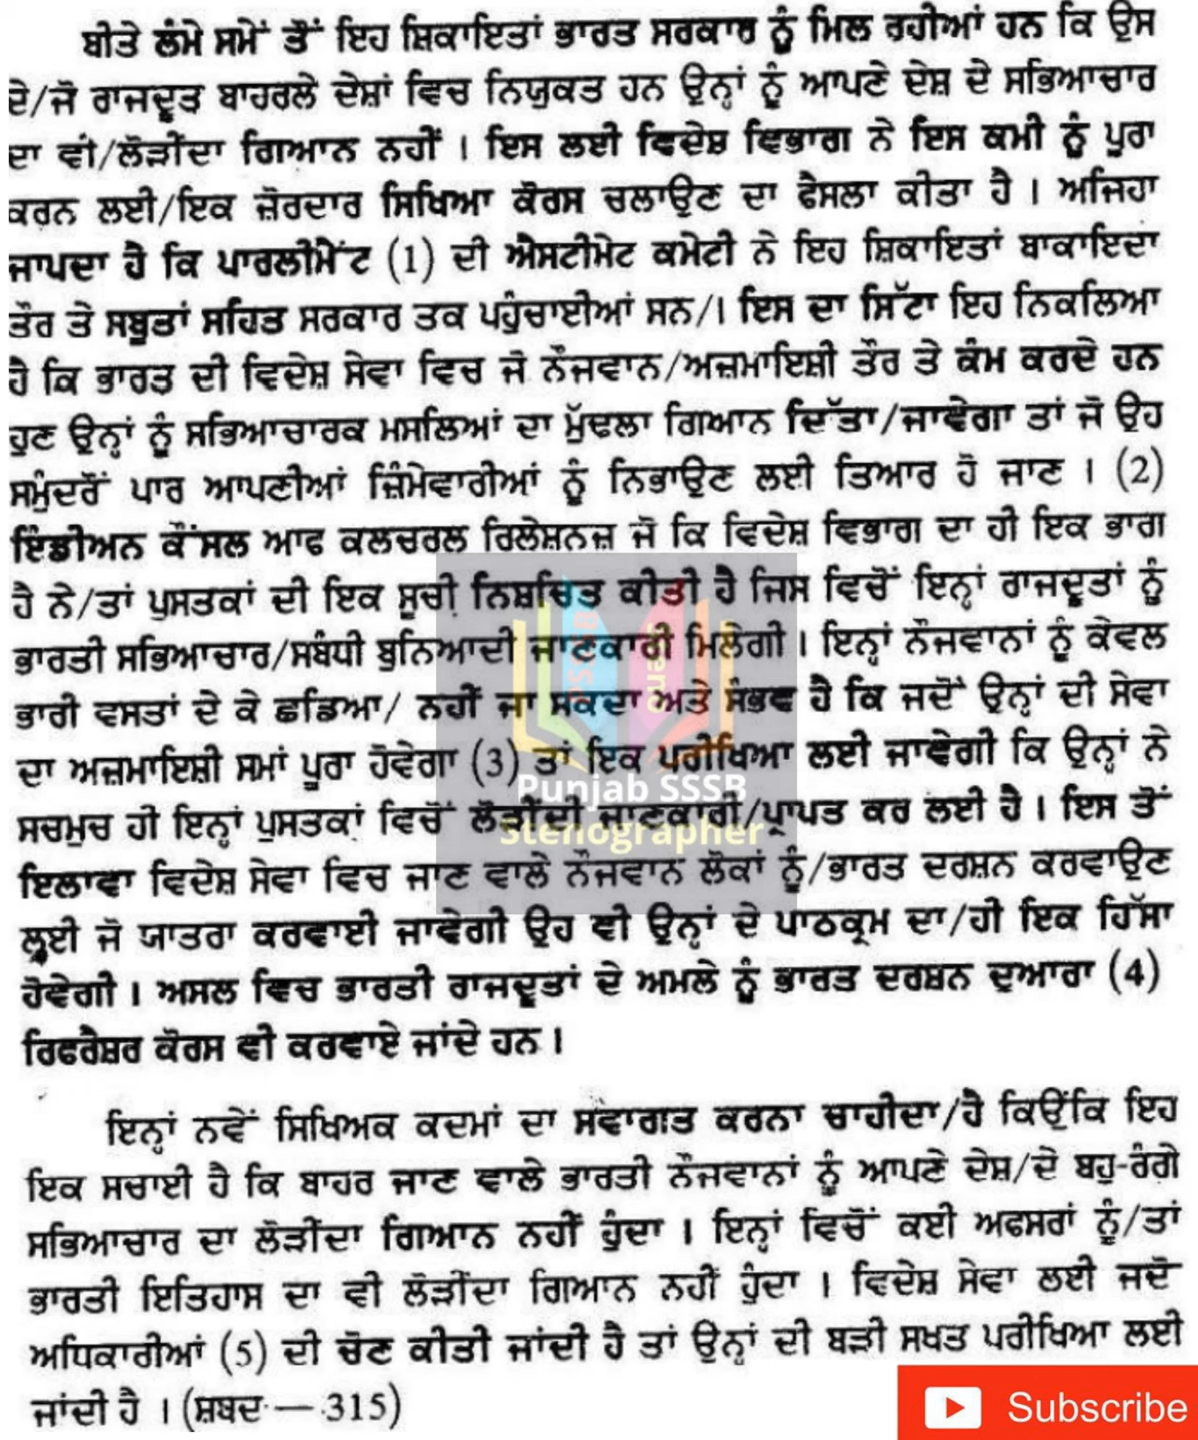 ਬੀਤੇ ਲੰਮੇ ਸਮੇਂ ਤੋਂ ਇਹ ਸ਼ਿਕਾਇਤਾਂ ਭਾਰਤ ਸਰਕਾਰ ਨੂੰ ਮਿਲ ਰਹੀਆਂ ਹਨ ਕਿ ਉਸ
ਏ/ਜੋ ਰਾਜਦੂਤ ਬਾਹਰਲੇ ਦੇਸ਼ਾਂ ਵਿਚ ਨਿਯੁਕਤ ਹਨ ਉਨ੍ਹਾਂ ਨੂੰ ਆਪਣੇ ਦੇਸ਼ ਦੇ ਸਭਿਆਚਾਰ
ਦਾ ਵੀ/ਲੋੜੀਂਦਾ ਗਿਆਨ ਨਹੀਂ । ਇਸ ਲਈ ਵਿਦੇਸ਼ ਵਿਭਾਗ ਨੇ ਇਸ ਕਮੀ ਨੂੰ ਪੂਰਾ
ਕਰਨ ਲਈ/ਇਕ ਜ਼ੋਰਦਾਰ ਸਿਖਿਆ ਕੋਰਸ ਚਲਾਉਣ ਦਾ ਫੈਸਲਾ ਕੀਤਾ ਹੈ । ਅਜਿਹਾ
ਜਾਪਦਾ ਹੈ ਕਿ ਪਾਰਲੀਮੈਂਟ (1) ਦੀ ਐਸਟੀਮੇਟ ਕਮੇਟੀ ਨੇ ਇਹ ਸ਼ਿਕਾਇਤਾਂ ਬਾਕਾਇਦਾ
ਤੌਰ ਤੇ ਸਬੂਤਾਂ ਸਹਿਤ ਸਰਕਾਰ ਤਕ ਪਹੁੰਚਾਈਆਂ ਸਨ/। ਇਸ ਦਾ ਸਿੱਟਾ ਇਹ ਨਿਕਲਿਆ
ਹੈ ਕਿ ਭਾਰਤ ਦੀ ਵਿਦੇਸ਼ ਸੇਵਾ ਵਿਚ ਜੋ ਨੌਜਵਾਨ/ਅਜ਼ਮਾਇਸ਼ੀ ਤੌਰ ਤੇ ਕੰਮ ਕਰਦੇ ਹਨ
ਹੁਣ ਉਨ੍ਹਾਂ ਨੂੰ ਸਭਿਆਚਾਰਕ ਮਸਲਿਆਂ ਦਾ ਮੁੱਢਲਾ ਗਿਆਨ ਦਿੱਤਾ/ਜਾਵੇਗਾ ਤਾਂ ਜੋ ਉਹ
ਸਮੁੰਦਰੋਂ ਪਾਰ ਆਪਣੀਆਂ ਜ਼ਿੰਮੇਵਾਰੀਆਂ ਨੂੰ ਨਿਭਾਉਣ ਲਈ ਤਿਆਰ ਹੋ ਜਾਣ । (2)
ਇੰਡੀਅਨ ਕੌਂਸਲ ਆਫ ਕਲਚਰਲ ਰਿਲੇਸ਼ਨਜ਼ ਜੋ ਕਿ ਵਿਦੇਸ਼ ਵਿਭਾਗ ਦਾ ਹੀ ਇਕ ਭਾਗ
ਹੈ ਨੇ/ਤਾਂ ਪੁਸਤਕਾਂ ਦੀ ਇਕ ਸੂਚੀ ਨਿਸ਼ਚਿਤ ਕੀਤੀ ਹੈ ਜਿਸ ਵਿਚੋਂ ਇਨ੍ਹਾਂ ਰਾਜਦੂਤਾਂ ਨੂੰ
ਭਾਰਤੀ ਸਭਿਆਚਾਰ/ਸਬੰਧੀ ਬੁਨਿਆਦੀ ਜਾਣਕਾਰੀ ਮਿਲੇਗੀ । ਇਨ੍ਹਾਂ ਨੌਜਵਾਨਾਂ ਨੂੰ ਕੇਵਲ
ਭਾਰੀ ਵਸਤਾਂ ਦੇ ਕੇ ਛਡਿਆ/ ਨਹੀਂ ਜਾ ਸਕਦਾ ਅਤੇ ਸੰਭਵ ਹੈ ਕਿ ਜਦੋਂ ਉਨ੍ਹਾਂ ਦੀ ਸੇਵਾ
ਦਾ ਅਜ਼ਮਾਇਸ਼ੀ ਸਮਾਂ ਪੂਰਾ ਹੋਵੇਗਾ (3) ਤਾਂ ਇਕ ਪਰੀਖਿਆ ਲਈ ਜਾਵੇਗੀ ਕਿ ਉਨ੍ਹਾਂ ਨੇ
ਸਚਮੁਚ ਹੀ ਇਨ੍ਹਾਂ ਪੁਸਤਕਾਂ ਵਿਚੋਂ ਲੋੜੀਂਦੀ ਜਾਣਕਾਰੀ/ਪ੍ਰਾਪਤ ਕਰ ਲਈ ਹੈ । ਇਸ ਤੋਂ
ਇਲਾਵਾ ਵਿਦੇਸ਼ ਸੇਵਾ ਵਿਚ ਜਾਣ ਵਾਲੇ ਨੌਜਵਾਨ ਲੋਕਾਂ ਨੂੰ/ਭਾਰਤ ਦਰਸ਼ਨ ਕਰਵਾਉਣ
ਲਈ ਜੋ ਯਾਤਰਾ ਕਰਵਾਈ ਜਾਵੇਗੀ ਉਹ ਵੀ ਉਨ੍ਹਾਂ ਦੇ ਪਾਠਕ੍ਰਮ ਦਾ/ਹੀ ਇਕ ਹਿੱਸਾ
ਹੋਵੇਗੀ । ਅਸਲ ਵਿਚ ਭਾਰਤੀ ਰਾਜਦੂਤਾਂ ਦੇ ਅਮਲੇ ਨੂੰ ਭਾਰਤ ਦਰਸ਼ਨ ਦੁਆਰਾ (4)
ਰਿਫਰੈਸ਼ਰ ਕੋਰਸ ਵੀ ਕਰਵਾਏ ਜਾਂਦੇ ਹਨ ।
ਇਨ੍ਹਾਂ ਨਵੇਂ ਸਿਖਿਅਕ ਕਦਮਾਂ ਦਾ ਸਵਾਗਤ ਕਰਨਾ ਚਾਹੀਦਾ/ਹੈ ਕਿਉਂਕਿ ਇਹ
ਇਕ ਸਚਾਈ ਹੈ ਕਿ ਬਾਹਰ ਜਾਣ ਵਾਲੇ ਭਾਰਤੀ ਨੌਜਵਾਨਾਂ ਨੂੰ ਆਪਣੇ ਦੇਸ਼/ਦੇ ਬਹੁ-ਰੰਗੇ
ਸਭਿਆਚਾਰ ਦਾ ਲੋੜੀਂਦਾ ਗਿਆਨ ਨਹੀਂ ਹੁੰਦਾ । ਇਨ੍ਹਾਂ ਵਿਚੋਂ ਕਈ ਅਫਸਰਾਂ ਨੂੰ/ਤਾਂ
ਭਾਰਤੀ ਇਤਿਹਾਸ ਦਾ ਵੀ ਲੋੜੀਂਦਾ ਗਿਆਨ ਨਹੀਂ ਹੁੰਦਾ । ਵਿਦੇਸ਼ ਸੇਵਾ ਲਈ ਜਦੋਂ
ਅਧਿਕਾਰੀਆਂ (5) ਦੀ ਚੋਣ ਕੀਤੀ ਜਾਂਦੀ ਹੈ ਤਾਂ ਉਨ੍ਹਾਂ ਦੀ ਬੜੀ ਸਖਤ ਪਰੀਖਿਆ ਲਈ
ਜਾਂਦੀ ਹੈ । (ਸ਼ਬਦ — 315)
Punjab SSSB
Stenographer
Subscribe